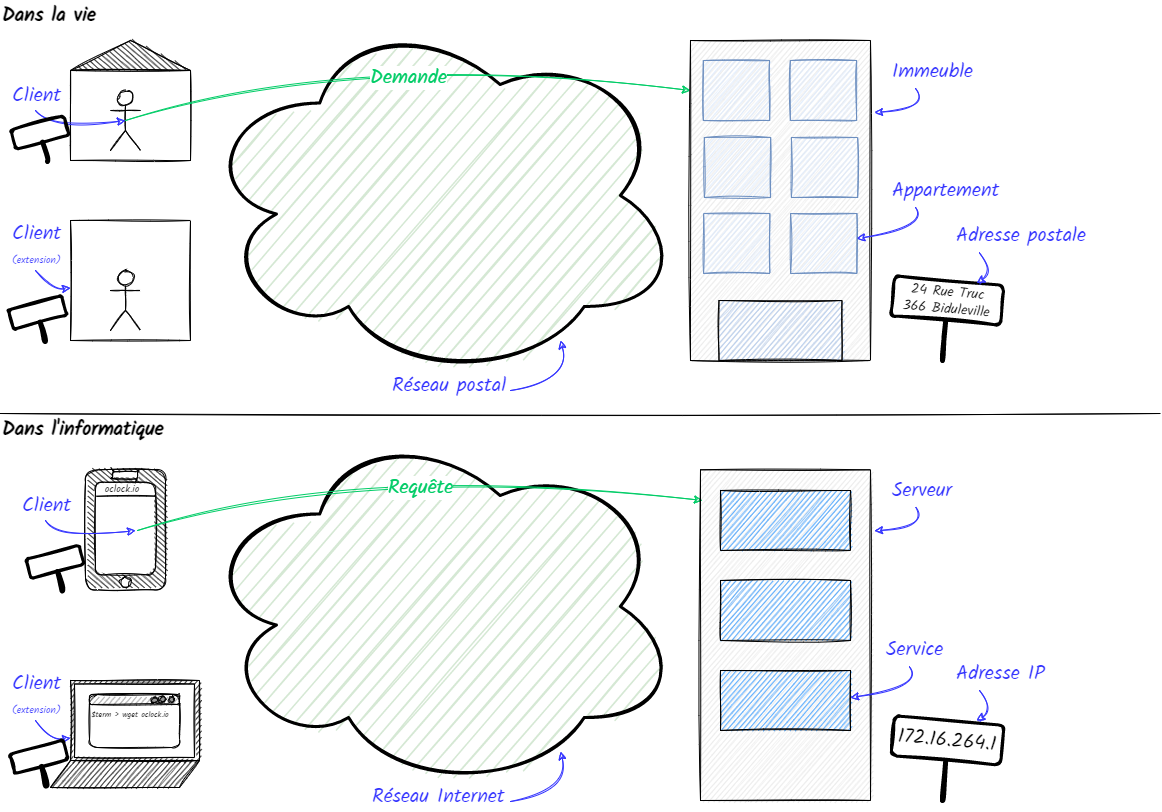 Dans la vie
Client
Demande
Immeuble
Appartement
Client
(extension)
Adresse postale
24 Rue Truc
366 Biduleville
Réseau postal
Dans l'informatique
oclock.io
Client
Requête
Serveur
Service
Adresse IP
Client
(extension)
$term > wget oclock.io
172.16.264.1
Réseau Internet